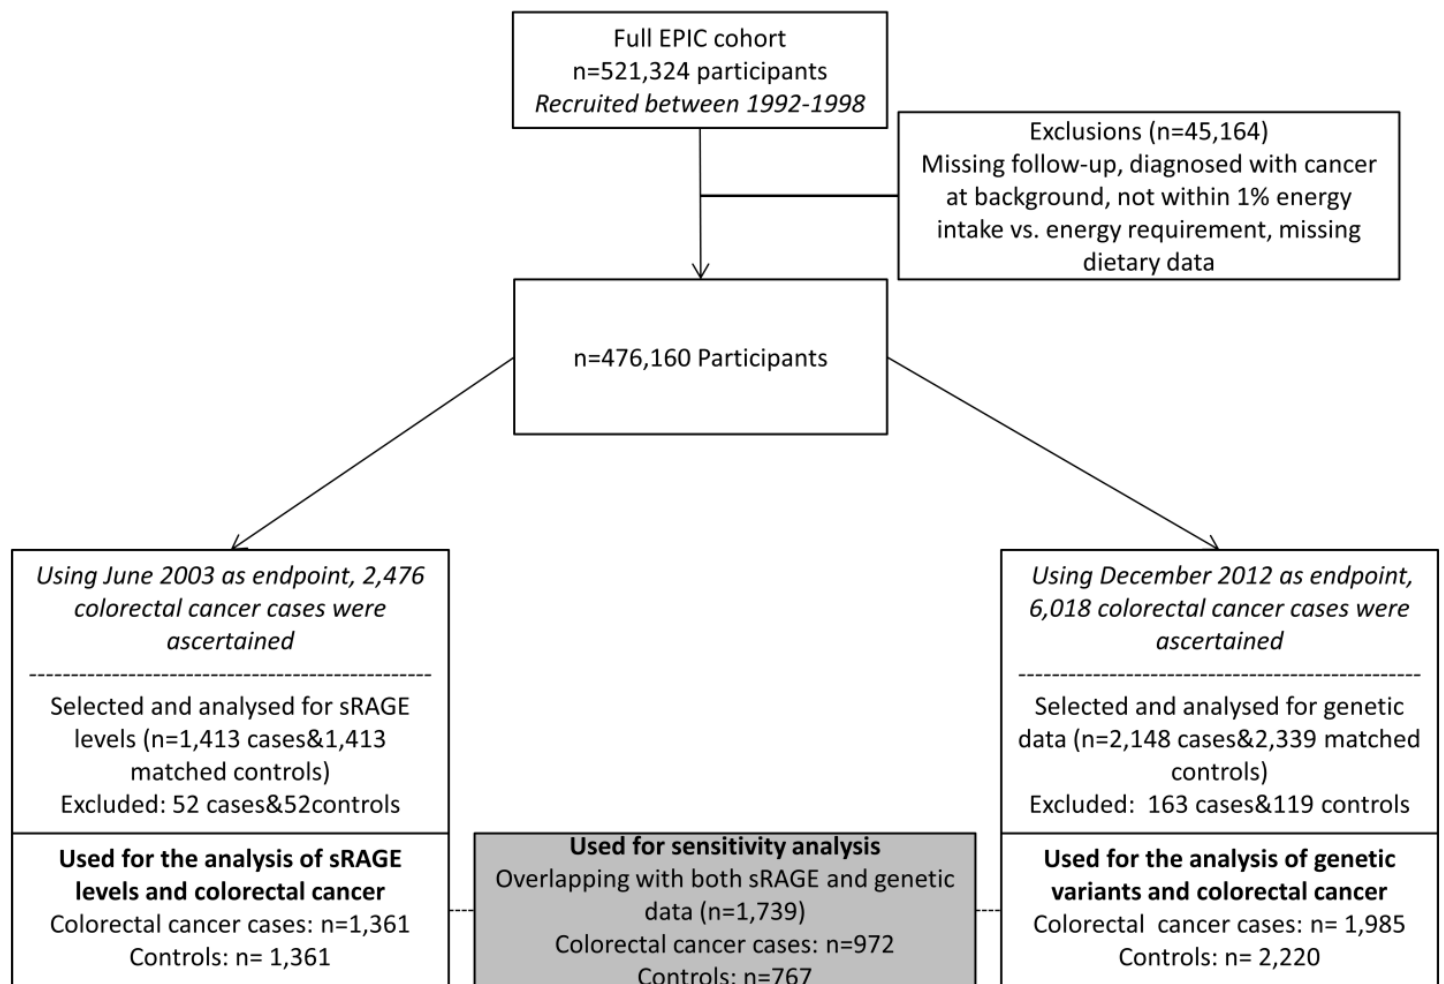 Full EPIC cohort
n=521,324 participants
Recruited between 1992-1998
Exclusions (n=45,164)
Missing follow-up, diagnosed with cancer
at background, not within 1% energy
intake vs. energy requirement, missing
dietary data
n=476,160 Participants
Using June 2003 as endpoint, 2,476
colorectal cancer cases were
ascertained
Selected and analysed for sRAGE
levels (n=1,413 cases&1,413
matched controls)
Excluded: 52 cases&52controls
Used for the analysis of sRAGE
levels and colorectal cancer
Colorectal cancer cases: n=1,361
Controls: n= 1,361
Used for sensitivity analysis
Overlapping with both sRAGE and genetic
data (n=1,739)
Colorectal cancer cases: n=972
Controls: n=767
Using December 2012 as endpoint,
6,018 colorectal cancer cases were
ascertained
Selected and analysed for genetic
data (n=2,148 cases&2,339 matched
controls)
Excluded:  163 cases&119 controls
Used for the analysis of genetic
variants and colorectal cancer
Colorectal  cancer cases: n= 1,985
Controls: n= 2,220